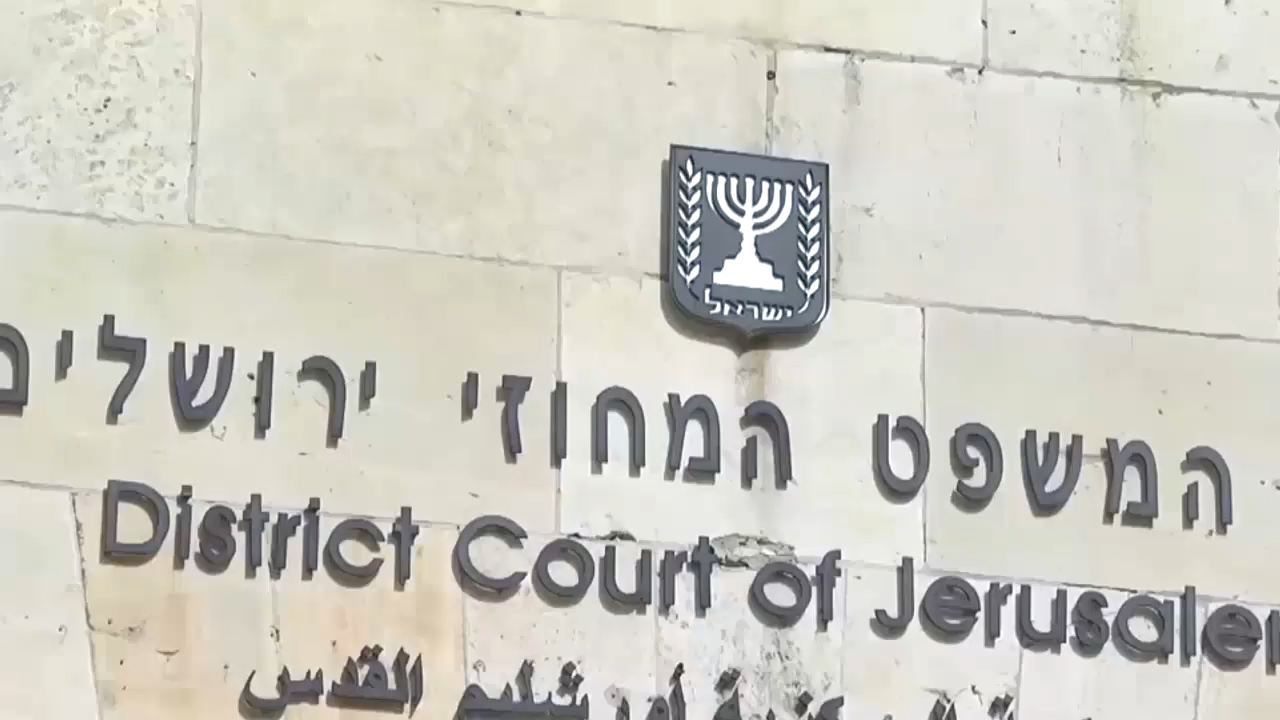 ישראל
המשפט המחוזי ירושלים
District Court of Jerusalem
أورشليم القدس